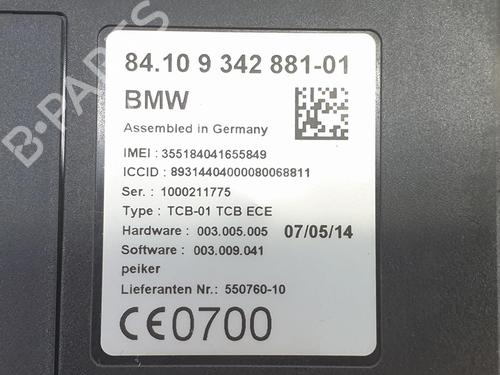 84.10 9 342 881-01
BMW
Assembled in Germany
IMEI : 355184041655849
ICCID : 89314404000080068811
Ser. : 1000211775
Type : TCB-01 TCB ECE
Hardware : 003.005.005 07/05/14
Software : 003.009.041
peiker
Lieferanten Nr.: 550760-10
CE0700
B-PARTS